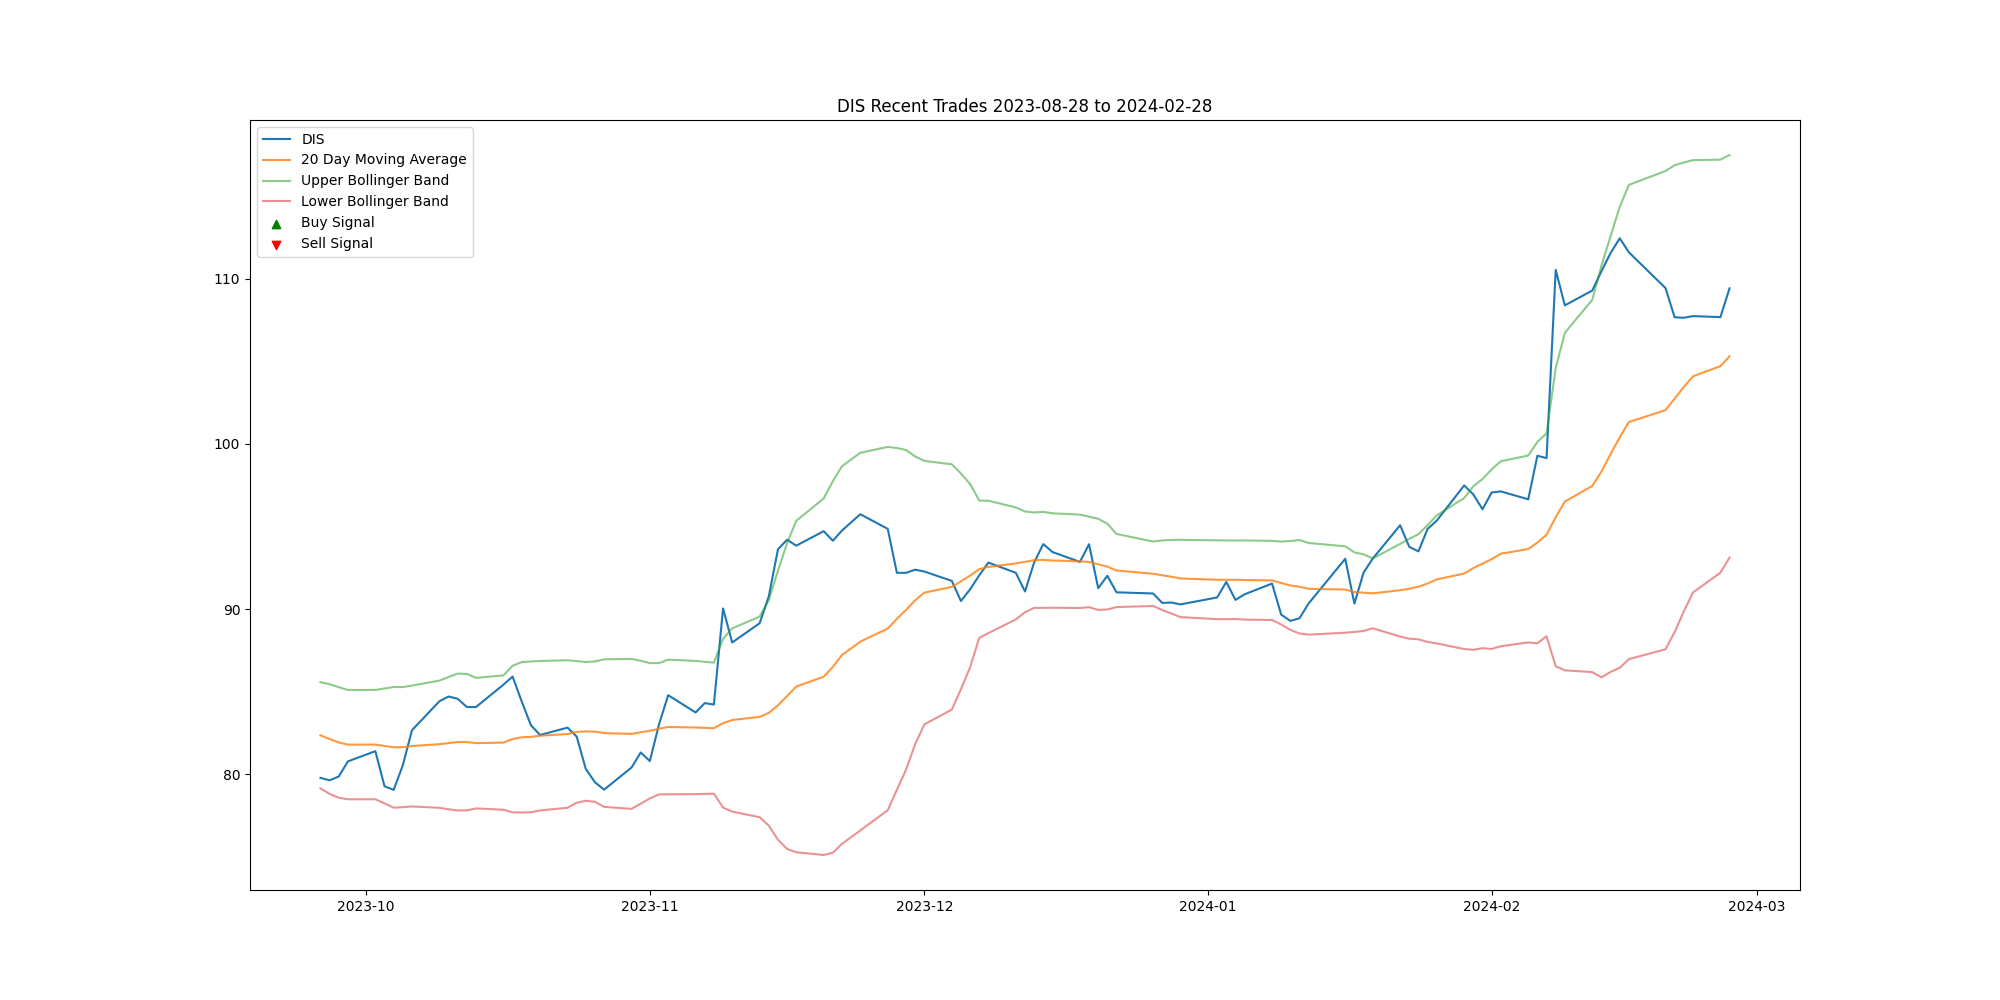 DIS Recent Trades 2023-08-28 to 2024-02-28
DIS
20 Day Moving Average
Upper Bollinger Band
Lower Bollinger Band
Buy Signal
Sell Signal
110
100
90
80
2023-10
2023-11
2023-12
2024-01
2024-02
2024-03